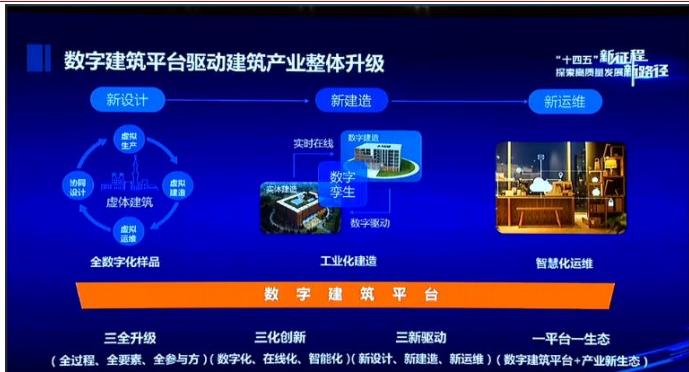 数字建筑平台驱动建筑产业整体升级
“十四五”新征程
探索高质量发展新路径
新设计
新建造
新运维
虚拟
生产
协同
设计
虚拟
建造
虚体建筑
虚拟
运维
实时在线
数字建造
数字
孪生
实体建造
数字驱动
全数字化样品
工业化建造
智慧化运维
数字建筑平台
三全升级
三化创新
三新驱动
一平台一生态
(全过程、全要素、全参与方)(数字化、在线化、智能化)(新设计、新建造、新运维)(数字建筑平台+产业新生态)